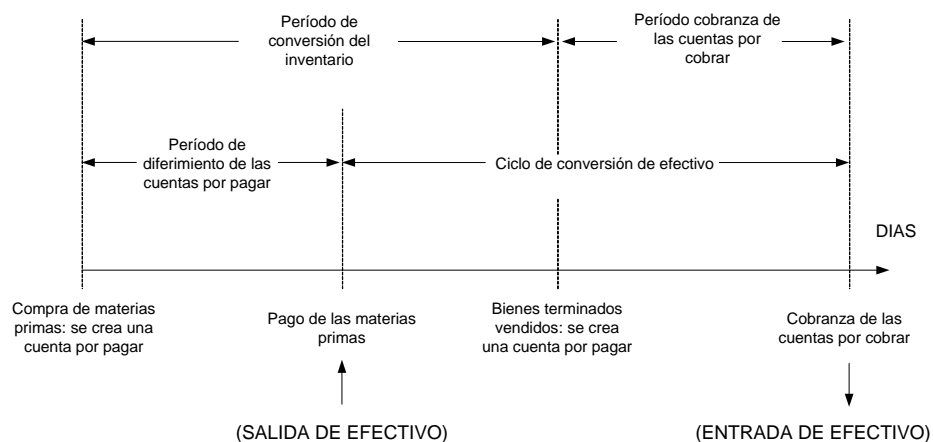 Período de
conversión del
inventario
Período cobranza de
las cuentas por
cobrar
Período de
diferimiento de las
cuentas por pagar
Ciclo de conversión de efectivo
DIAS
Compra de materias
primas: se crea una
cuenta por pagar
Pago de las materias
primas
Bienes terminados
vendidos: se crea
una cuenta por pagar
Cobranza de las
cuentas por cobrar
(SALIDA DE EFECTIVO)
(ENTRADA DE EFECTIVO)